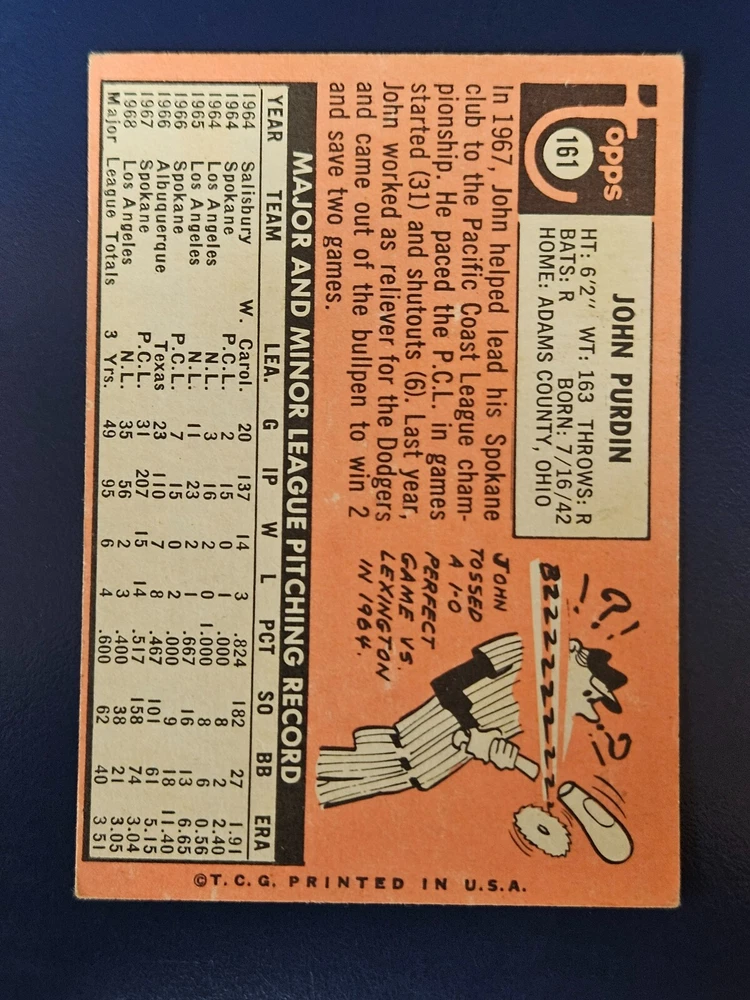 Topps
161
JOHN PURDIN
HT: 6'2" WT: 163 THROWS: R
BATS: R BORN: 7/16/42
HOME: ADAMS COUNTY, OHIO
In 1967, John helped lead his Spokane
club to the Pacific Coast League cham-
pionship. He paced the P.C.L. in games
started (31) and shutouts (6). Last year,
John worked as reliever for the Dodgers
and came out of the bullpen to win 2
and save two games.
?!
?
BZZZZZZZZZZ
JOHN
TOSSED
A 1-0
PERFECT
GAME VS.
LEXINGTON
IN 1964.
MAJOR AND MINOR LEAGUE PITCHING RECORD
YEAR TEAM LEA. G IP W L PCT SO BB ERA
1964 Salisbury W. Carol. 20 137 14 3 .824 182 27 1.91
1964 Spokane P.C.L. 2 15 0 1 .000 8 2 2.40
1964 Los Angeles N.L. 3 16 2 0 1.000 8 6 0.56
1965 Los Angeles N.L. 11 23 2 1 .667 16 13 6.65
1966 Spokane P.C.L. 7 15 0 2 .000 9 18 11.40
1966 Albuquerque Texas 23 110 7 8 .467 101 61 5.15
1967 Spokane P.C.L. 31 207 15 14 .517 158 74 3.04
1968 Los Angeles N.L. 35 56 2 3 .400 38 21 3.05
Major League Totals 3 Yrs. 49 95 6 4 .600 62 40 3.51
©T.C.G. PRINTED IN U.S.A.